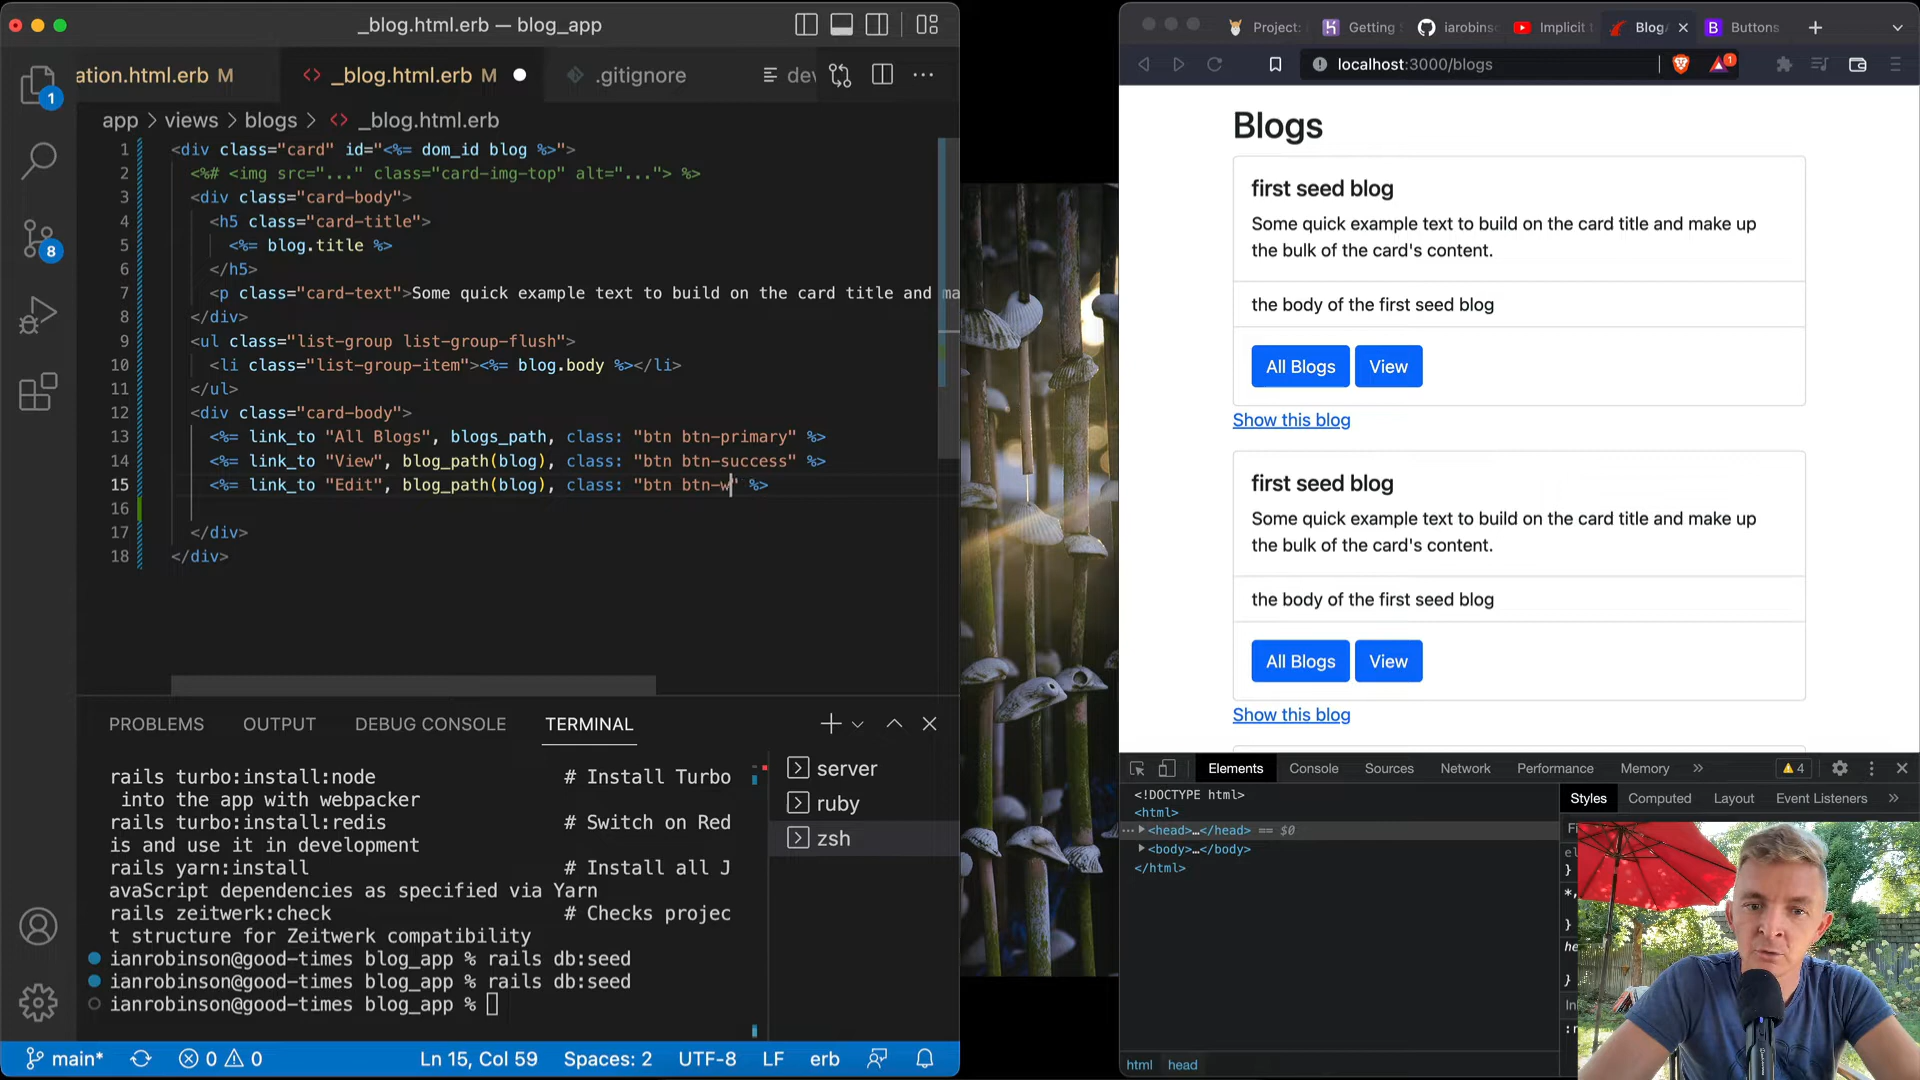 _blog.html.erb — blog_app
ation.html.erb M
_blog.html.erb M
.gitignore
dev
app > views > blogs > _blog.html.erb
1 <div class="card" id="<%= dom_id blog %>">
2 <%# <img src="..." class="card-img-top" alt="..."> %>
3 <div class="card-body">
4 <h5 class="card-title">
5 <%= blog.title %>
6 </h5>
7 <p class="card-text">Some quick example text to build on the card title and ma
8 </div>
9 <ul class="list-group list-group-flush">
10 <li class="list-group-item"><%= blog.body %></li>
11 </ul>
12 <div class="card-body">
13 <%= link_to "All Blogs", blogs_path, class: "btn btn-primary" %>
14 <%= link_to "View", blog_path(blog), class: "btn btn-success" %>
15 <%= link_to "Edit", blog_path(blog), class: "btn btn-w" %>
16
17 </div>
18 </div>
1
8
PROBLEMS OUTPUT DEBUG CONSOLE TERMINAL
rails turbo:install:node # Install Turbo
into the app with webpacker
rails turbo:install:redis # Switch on Red
is and use it in development
rails yarn:install # Install all J
avaScript dependencies as specified via Yarn
rails zeitwerk:check # Checks projec
t structure for Zeitwerk compatibility
ianrobinson@good-times blog_app % rails db:seed
ianrobinson@good-times blog_app % rails db:seed
ianrobinson@good-times blog_app %
server
ruby
zsh
main* 0 0 Ln 15, Col 59 Spaces: 2 UTF-8 LF erb
Project: Getting S iarobins Implicit t BlogA Buttons
localhost:3000/blogs
1
Blogs
first seed blog
Some quick example text to build on the card title and make up
the bulk of the card's content.
the body of the first seed blog
All Blogs View
Show this blog
first seed blog
Some quick example text to build on the card title and make up
the bulk of the card's content.
the body of the first seed blog
All Blogs View
Show this blog
Elements Console Sources Network Performance Memory » 4
<!DOCTYPE html>
<html>
<head>…</head> == $0
<body>…</body>
</html>
Styles Computed Layout Event Listeners »
html head